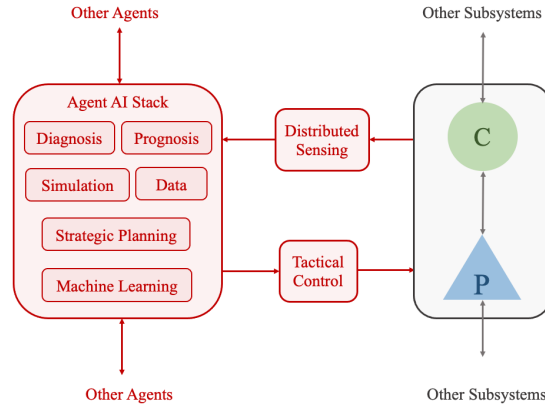 Other Agents
Other Subsystems
Agent AI Stack
Diagnosis
Prognosis
Simulation
Data
Strategic Planning
Machine Learning
Distributed
Sensing
Tactical
Control
C
P
Other Agents
Other Subsystems